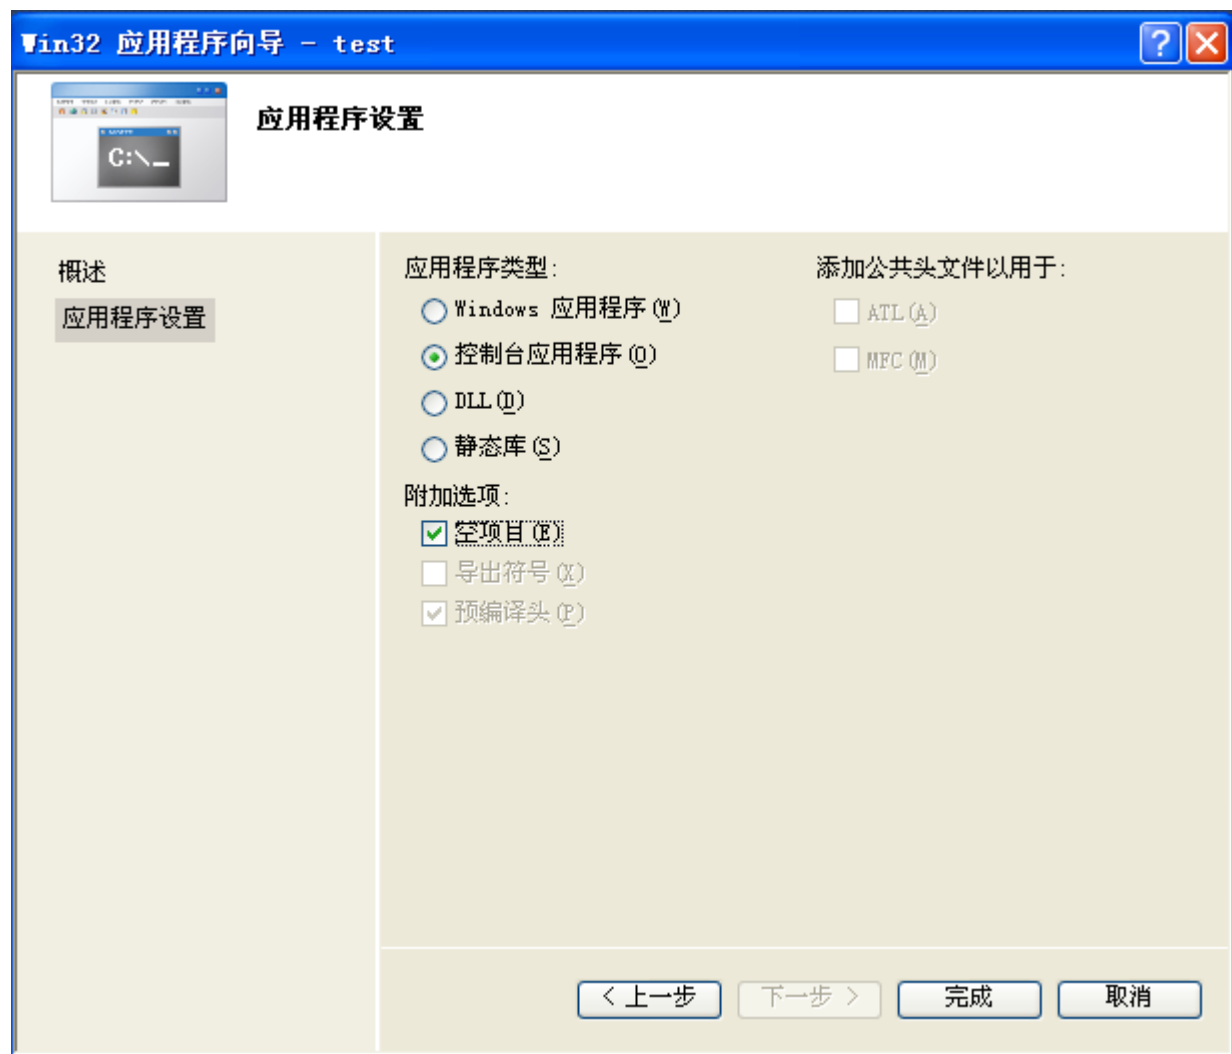 Win32 应用程序向导 - test
C:\_
应用程序设置
概述
应用程序设置
应用程序类型:
Windows 应用程序(W)
控制台应用程序(O)
DLL(D)
静态库(S)
附加选项:
空项目(E)
导出符号(X)
预编译头(P)
添加公共头文件以用于:
ATL(A)
MFC(M)
< 上一步
下一步 >
完成
取消